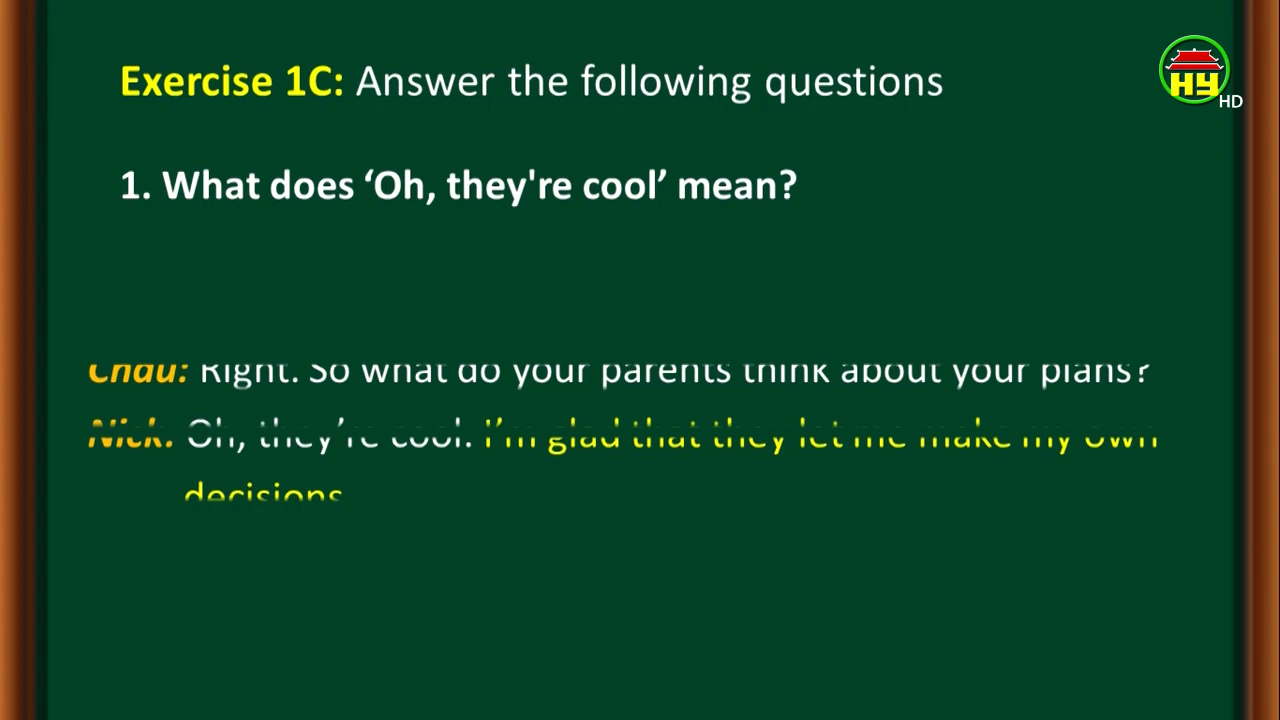 Exercise 1C: Answer the following questions
HY
HD
1. What does ‘Oh, they're cool’ mean?
Chau: Right. So what do your parents think about your plans?
Nick: Oh, they’re cool. I’m glad that they let me make my own
decisions